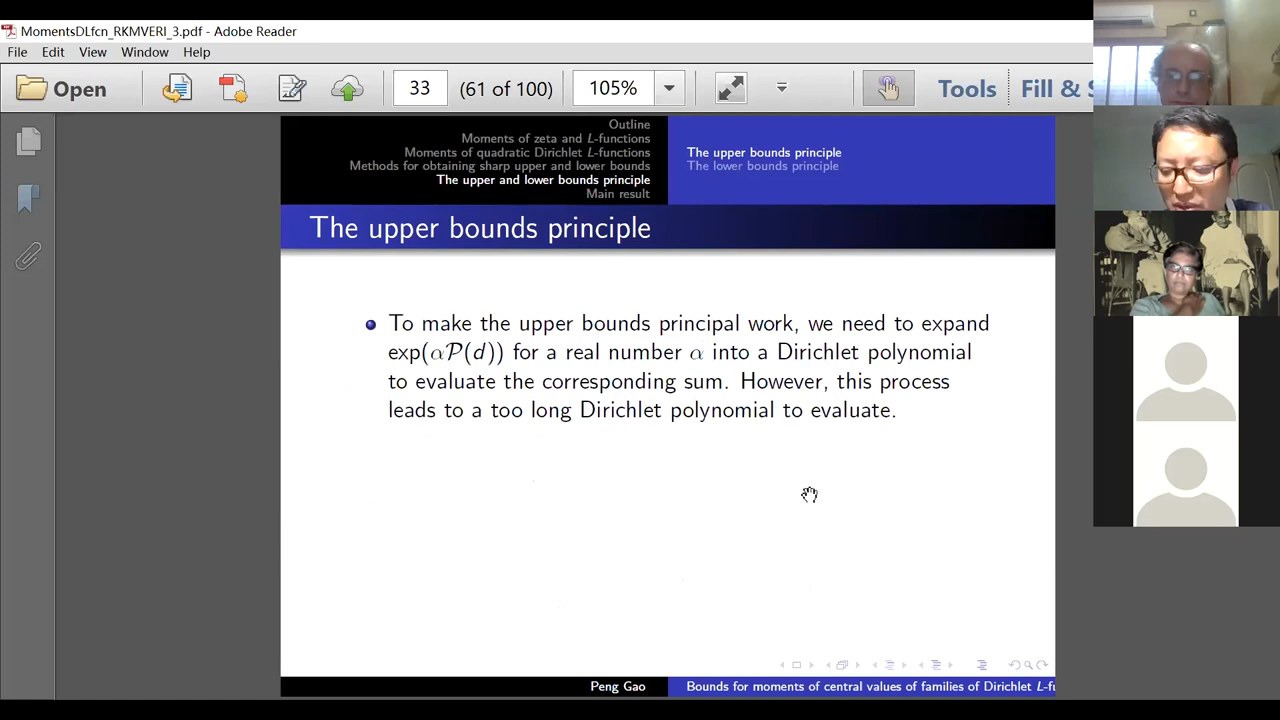 MomentsDLfcn_RKMVERI_3.pdf - Adobe Reader
File Edit View Window Help
Open 33 (61 of 100) 105% Tools Fill & S
Outline
Moments of zeta and L-functions
Moments of quadratic Dirichlet L-functions
Methods for obtaining sharp upper and lower bounds
The upper and lower bounds principle
Main result
The upper bounds principle
The lower bounds principle
The upper bounds principle
To make the upper bounds principal work, we need to expand
exp(α𝒫(d)) for a real number α into a Dirichlet polynomial
to evaluate the corresponding sum. However, this process
leads to a too long Dirichlet polynomial to evaluate.
Peng Gao Bounds for moments of central values of families of Dirichlet L-fu